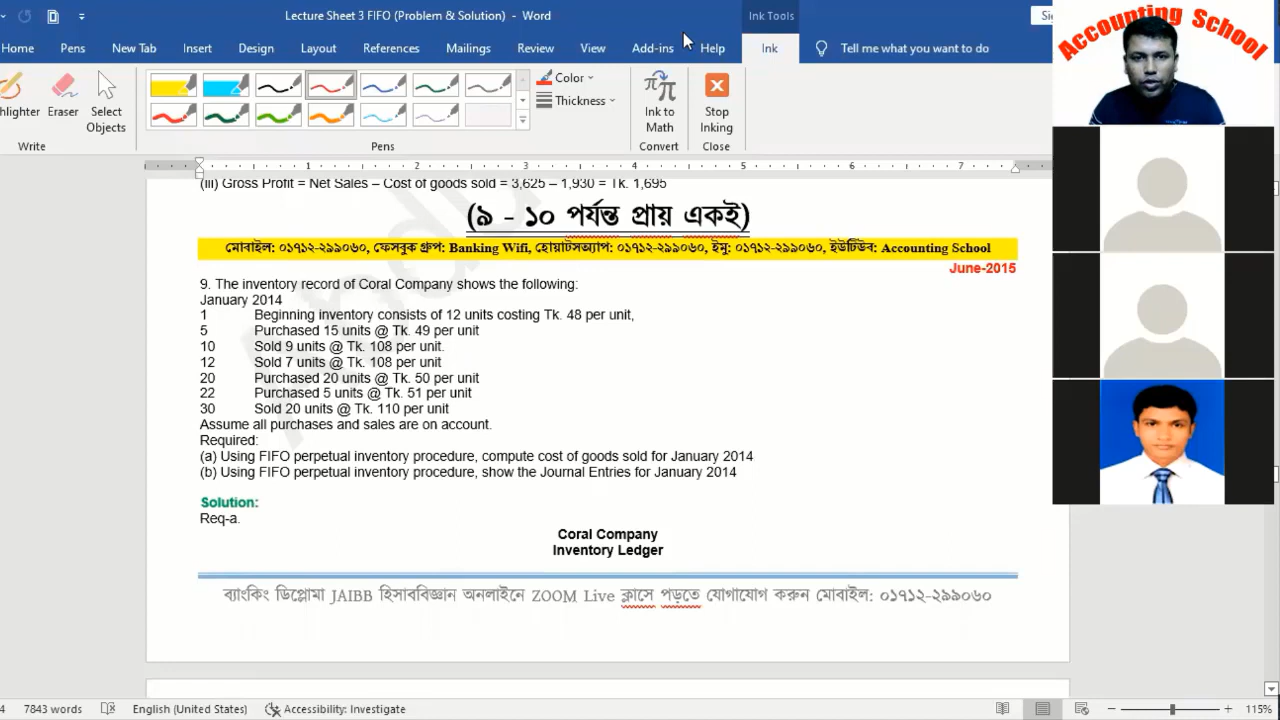 Lecture Sheet 3 FIFO (Problem & Solution) - Word
Ink Tools
Home Pens New Tab Insert Design Layout References Mailings Review View Add-ins Help Ink Tell me what you want to do
Eraser
Select Objects
Color
Thickness
Ink to Math
Stop Inking
Write Pens Convert Close
Accounting School
1 2 3 4 5 6 7
(iii) Gross Profit = Net Sales – Cost of goods sold = 3,625 – 1,930 = Tk. 1,695
(৯ - ১০ পর্যন্ত প্রায় একই)
মোবাইল: ০১৭১২-২৯৯০৬০, ফেসবুক গ্রুপ: Banking Wifi, হোয়াটসঅ্যাপ: ০১৭১২-২৯৯০৬০, ইমু: ০১৭১২-২৯৯০৬০, ইউটিউব: Accounting School
June-2015
9. The inventory record of Coral Company shows the following:
January 2014
1 Beginning inventory consists of 12 units costing Tk. 48 per unit,
5 Purchased 15 units @ Tk. 49 per unit
10 Sold 9 units @ Tk. 108 per unit.
12 Sold 7 units @ Tk. 108 per unit
20 Purchased 20 units @ Tk. 50 per unit
22 Purchased 5 units @ Tk. 51 per unit
30 Sold 20 units @ Tk. 110 per unit
Assume all purchases and sales are on account.
Required:
(a) Using FIFO perpetual inventory procedure, compute cost of goods sold for January 2014
(b) Using FIFO perpetual inventory procedure, show the Journal Entries for January 2014
Solution:
Req-a.
Coral Company
Inventory Ledger
ব্যাংকিং ডিপ্লোমা JAIBB হিসাববিজ্ঞান অনলাইনে ZOOM Live ক্লাসে পড়তে যোগাযোগ করুন মোবাইল: ০১৭১২-২৯৯০৬০
7843 words English (United States) Accessibility: Investigate 115%